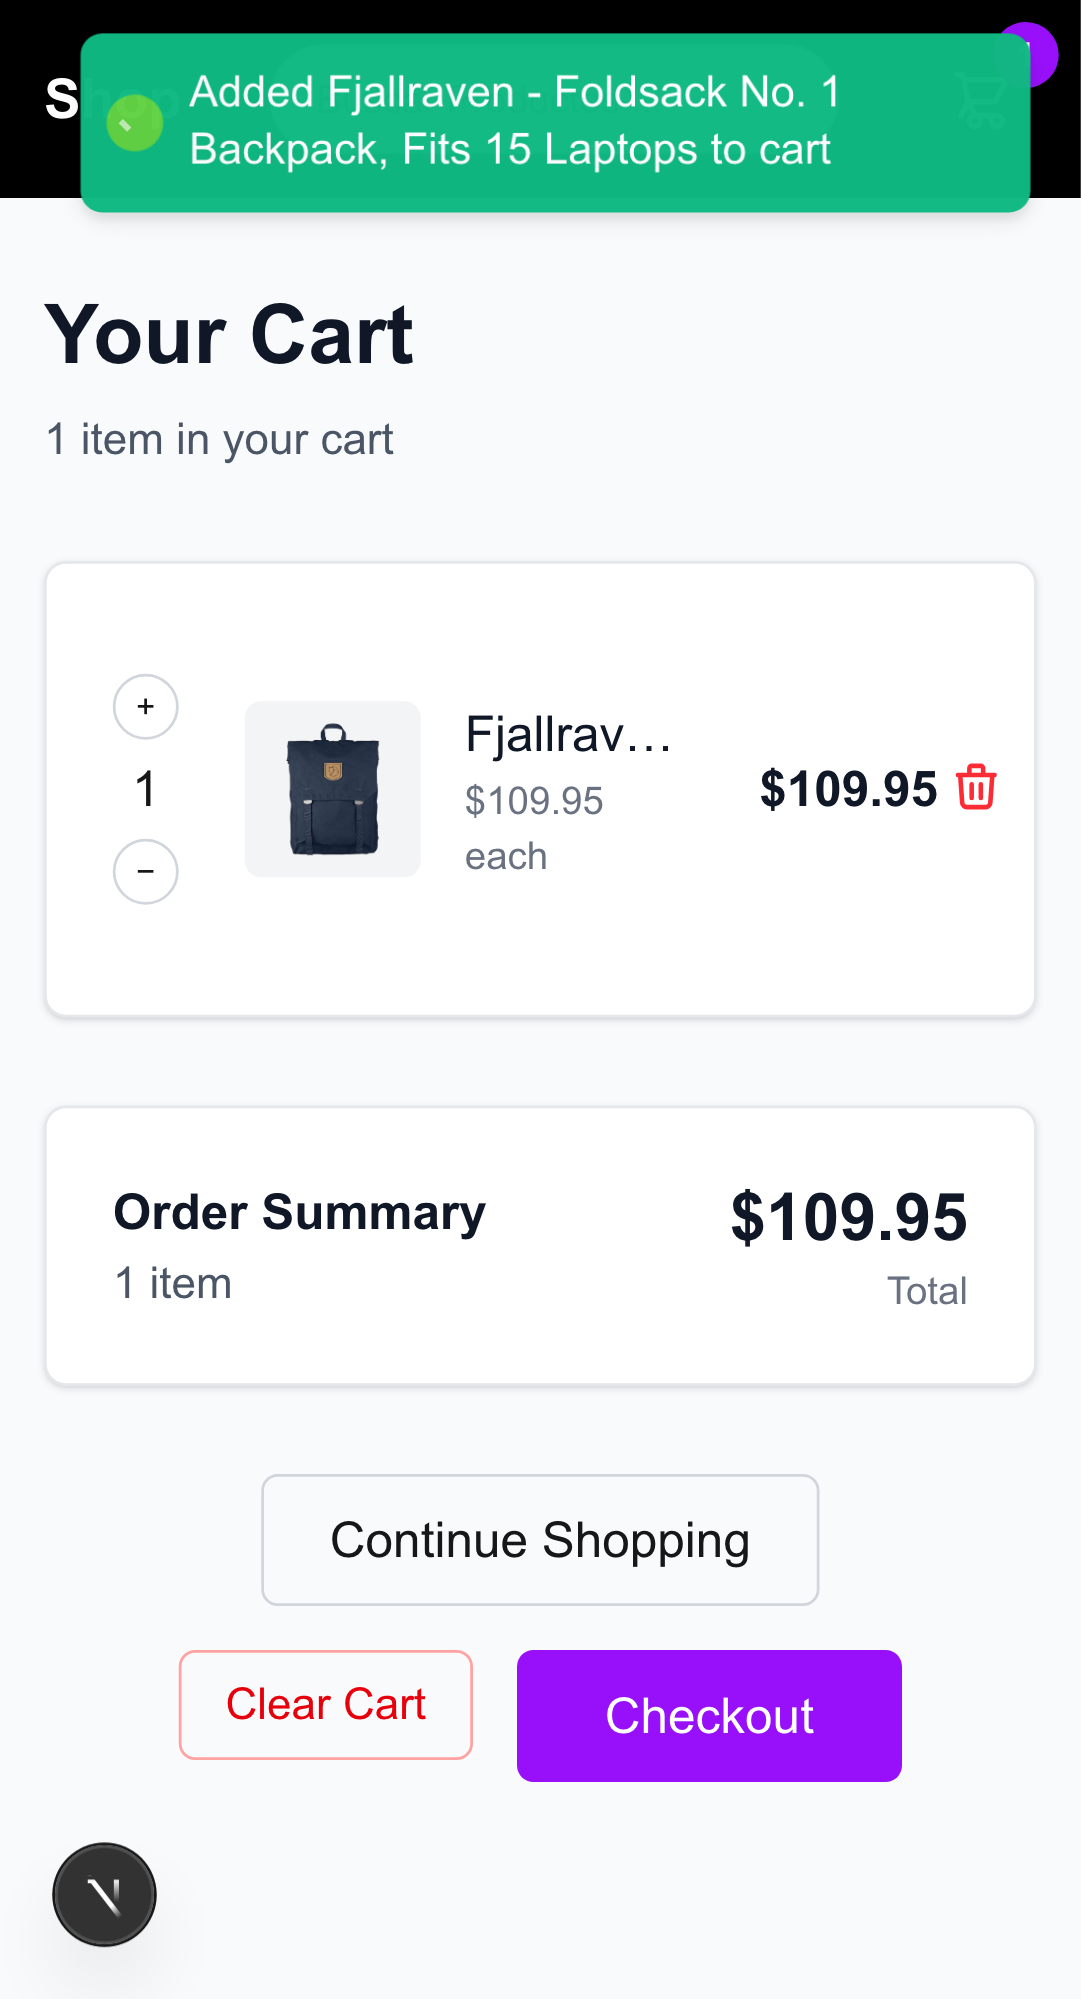 Shop
Added Fjallraven - Foldsack No. 1
Backpack, Fits 15 Laptops to cart
Your Cart
1 item in your cart
+
1
−
Fjallrav...
$109.95
each
$109.95
Order Summary
1 item
$109.95
Total
Continue Shopping
Clear Cart
Checkout
N